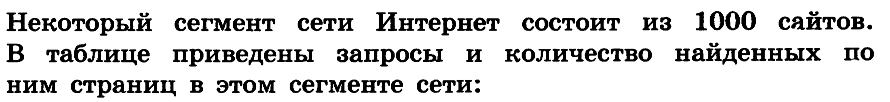 Некоторый сегмент сети Интернет состоит из 1000 сайтов.
В таблице приведены запросы и количество найденных по
ним страниц в этом сегменте сети: